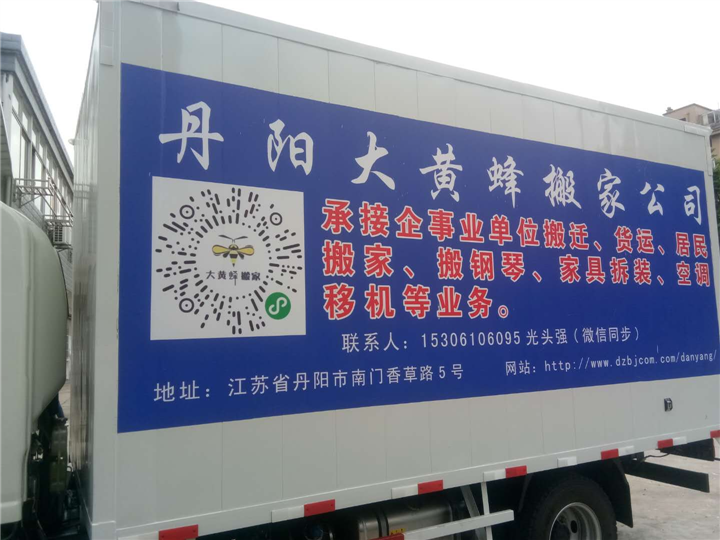 丹阳大黄蜂搬家公司
大黄蜂搬家
承接企事业单位搬迁、货运、居民
搬家、搬钢琴、家具拆装、空调
移机等业务。
联系人：15306106095 光头强（微信同步）
地址：江苏省丹阳市南门香草路5号
网站：http://www.dzbjcom.com/danyang/